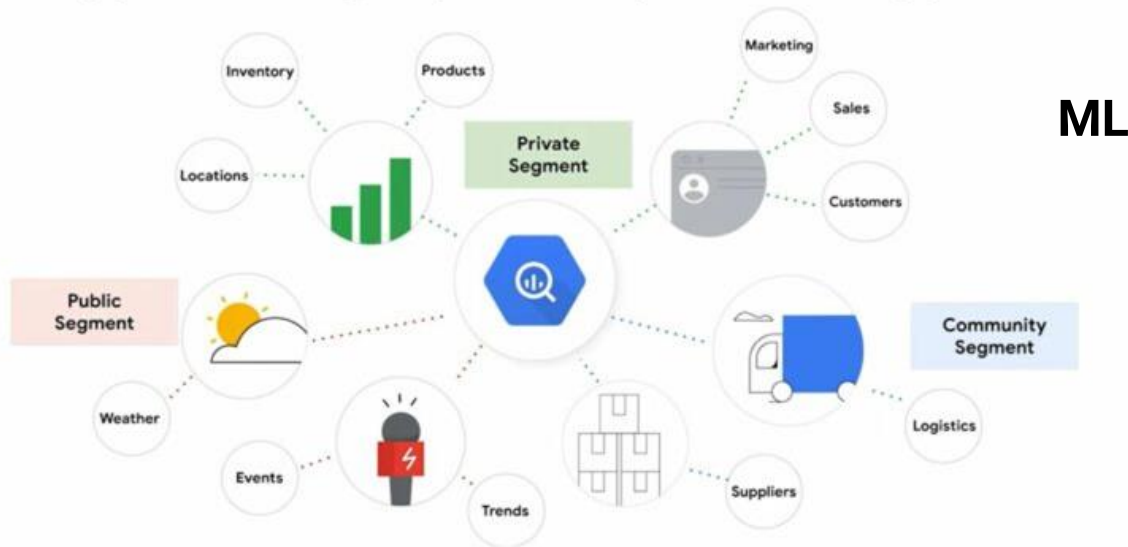 Marketing
Inventory
Products
Sales
ML
Private
Segment
Locations
Customers
Public
Segment
Community
Segment
Weather
Logistics
Events
Suppliers
Trends